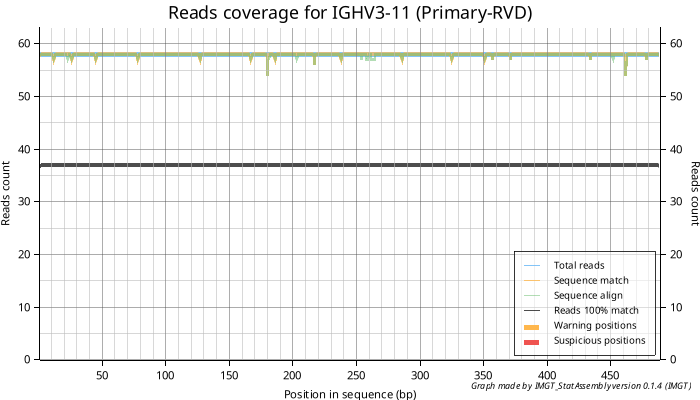 Reads coverage for IGHV3-11 (Primary-RVD)
60 60
50 50
40 40
30 30
20 20
10 10
0 0
Reads count
Reads count
Total reads
Sequence match
Sequence align
Reads 100% match
Warning positions
Suspicious positions
50 100 150 200 250 300 350 400 450
Position in sequence (bp)
Graph made by IMGT_StatAssembly version 0.1.4 (IMGT)